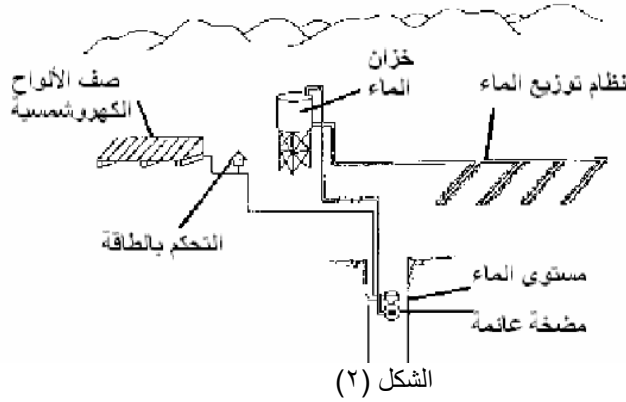 خزان
الماء
صف الألواح
الكهروشمسية
نظام توزيع الماء
التحكم بالطاقة
مستوى الماء
مضخة عائمة
الشكل (٢)